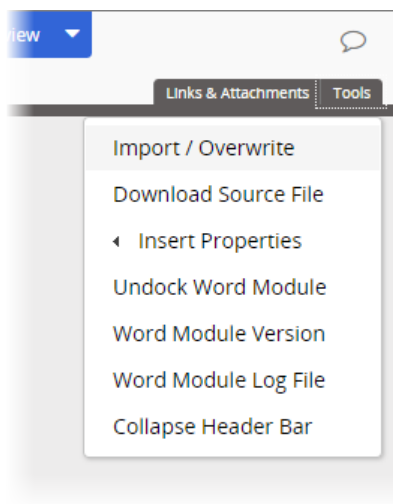 Links & Attachments Tools
Import / Overwrite
Download Source File
Insert Properties
Undock Word Module
Word Module Version
Word Module Log File
Collapse Header Bar